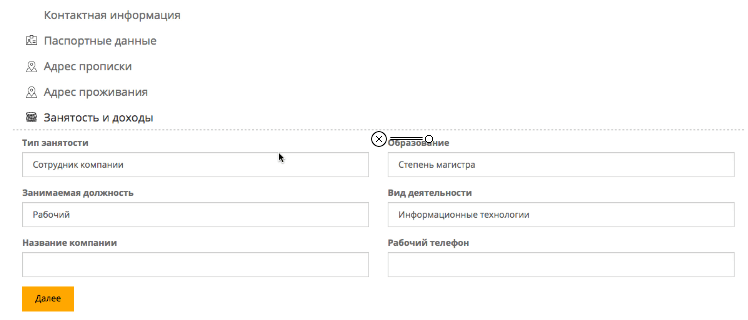 Контактная информация
Паспортные данные
Адрес прописки
Адрес проживания
Занятость и доходы
Тип занятости Образование
Сотрудник компании Степень магистра
Занимаемая должность Вид деятельности
Рабочий Информационные технологии
Название компании Рабочий телефон
Далее